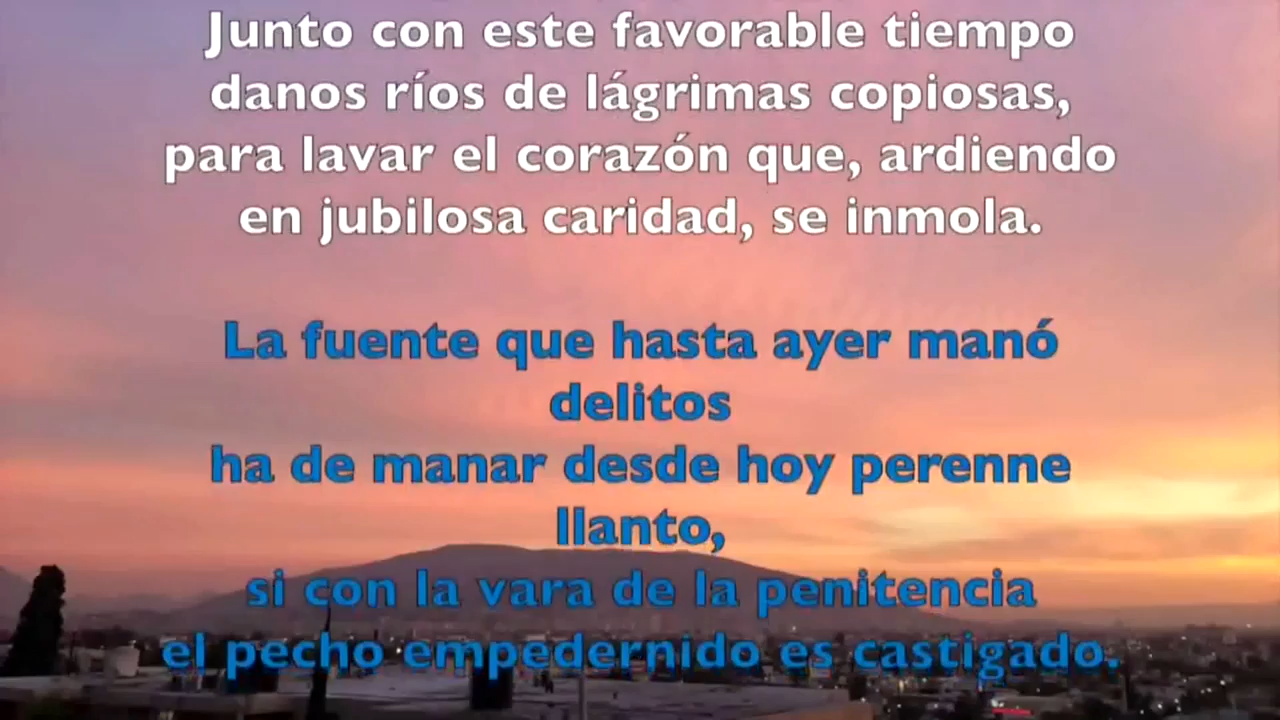 Junto con este favorable tiempo
danos ríos de lágrimas copiosas,
para lavar el corazón que, ardiendo
en jubilosa caridad, se inmola.
La fuente que hasta ayer manó
delitos
ha de manar desde hoy perenne
llanto,
si con la vara de la penitencia
el pecho empedernido es castigado.